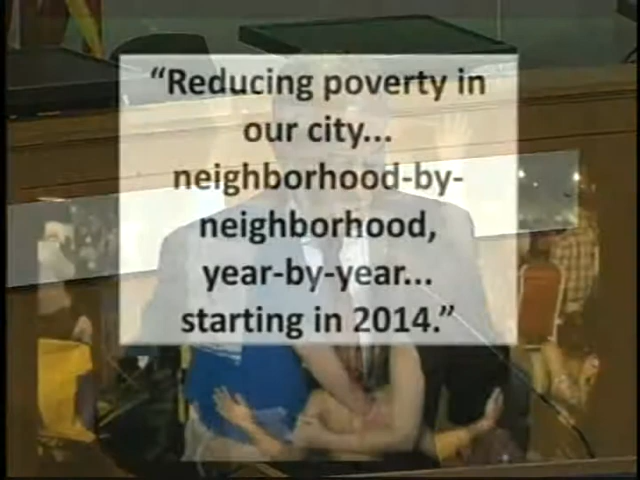 “Reducing poverty in
our city...
neighborhood-by-
neighborhood,
year-by-year...
starting in 2014.”